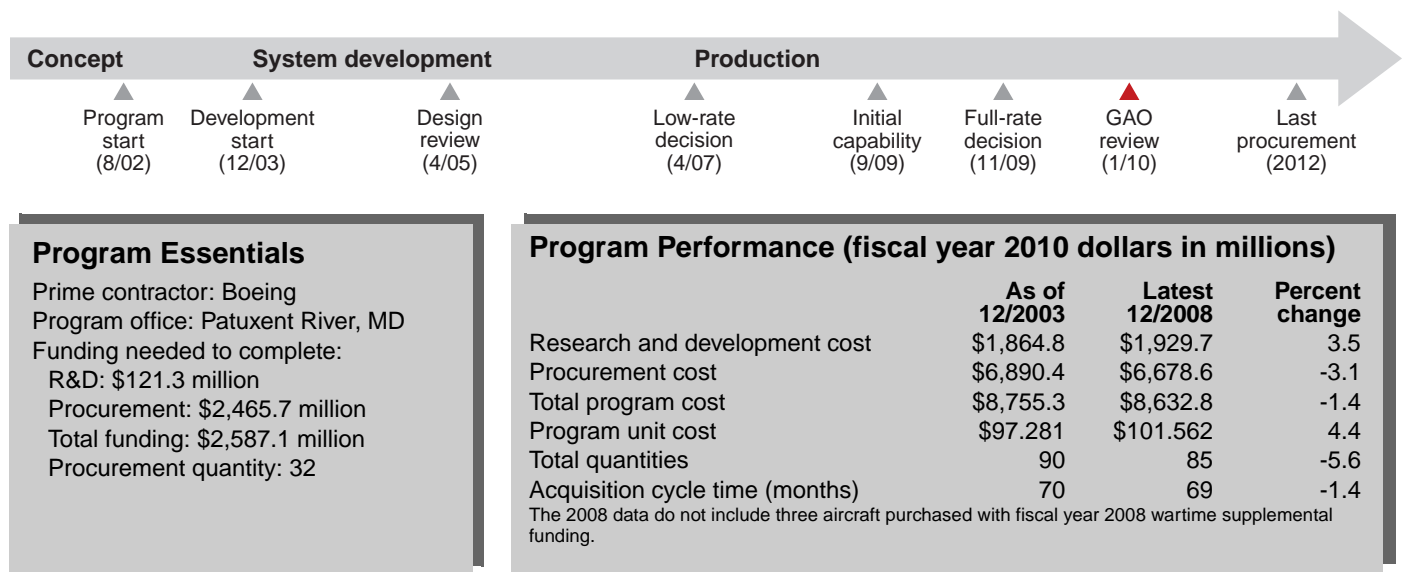 Concept System development Production
Program start (8/02)
Development start (12/03)
Design review (4/05)
Low-rate decision (4/07)
Initial capability (9/09)
Full-rate decision (11/09)
GAO review (1/10)
Last procurement (2012)
Program Essentials
Prime contractor: Boeing
Program office: Patuxent River, MD
Funding needed to complete:
R&D: $121.3 million
Procurement: $2,465.7 million
Total funding: $2,587.1 million
Procurement quantity: 32
Program Performance (fiscal year 2010 dollars in millions)
As of 12/2003 Latest 12/2008 Percent change
Research and development cost $1,864.8 $1,929.7 3.5
Procurement cost $6,890.4 $6,678.6 -3.1
Total program cost $8,755.3 $8,632.8 -1.4
Program unit cost $97.281 $101.562 4.4
Total quantities 90 85 -5.6
Acquisition cycle time (months) 70 69 -1.4
The 2008 data do not include three aircraft purchased with fiscal year 2008 wartime supplemental
funding.